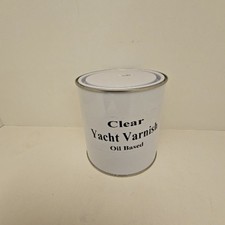 Clear
Yacht Varnish
Oil Based